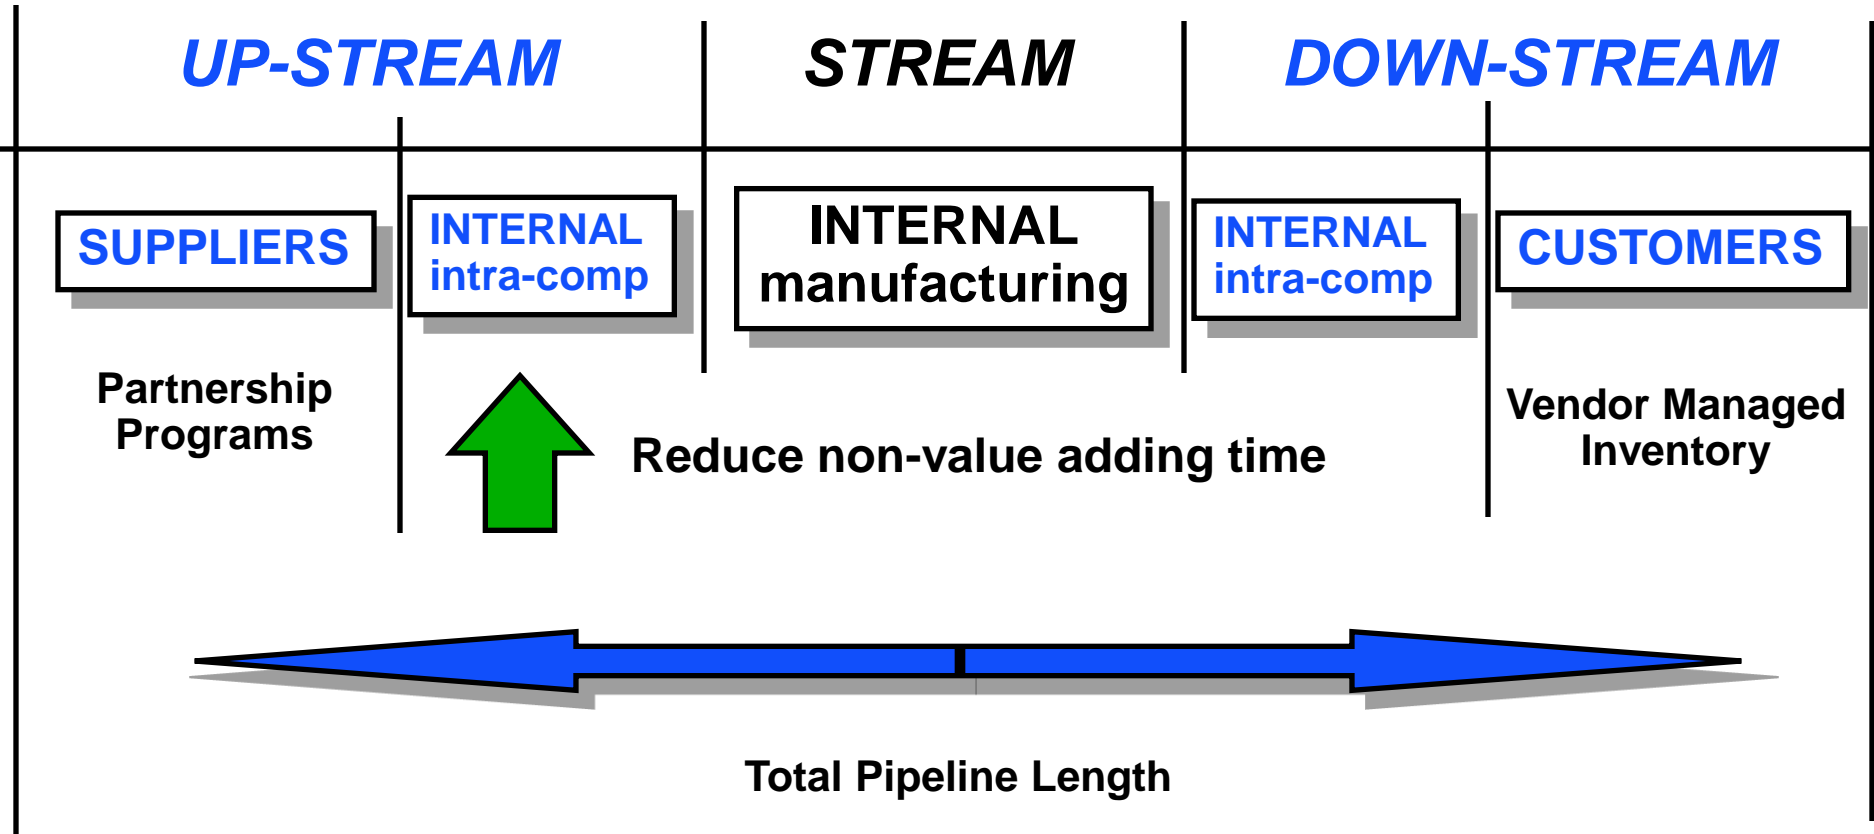 UP-STREAM
STREAM
DOWN-STREAM
SUPPLIERS
INTERNAL
intra-comp
INTERNAL
manufacturing
INTERNAL
intra-comp
CUSTOMERS
Partnership
Programs
Reduce non-value adding time
Vendor Managed
Inventory
Total Pipeline Length